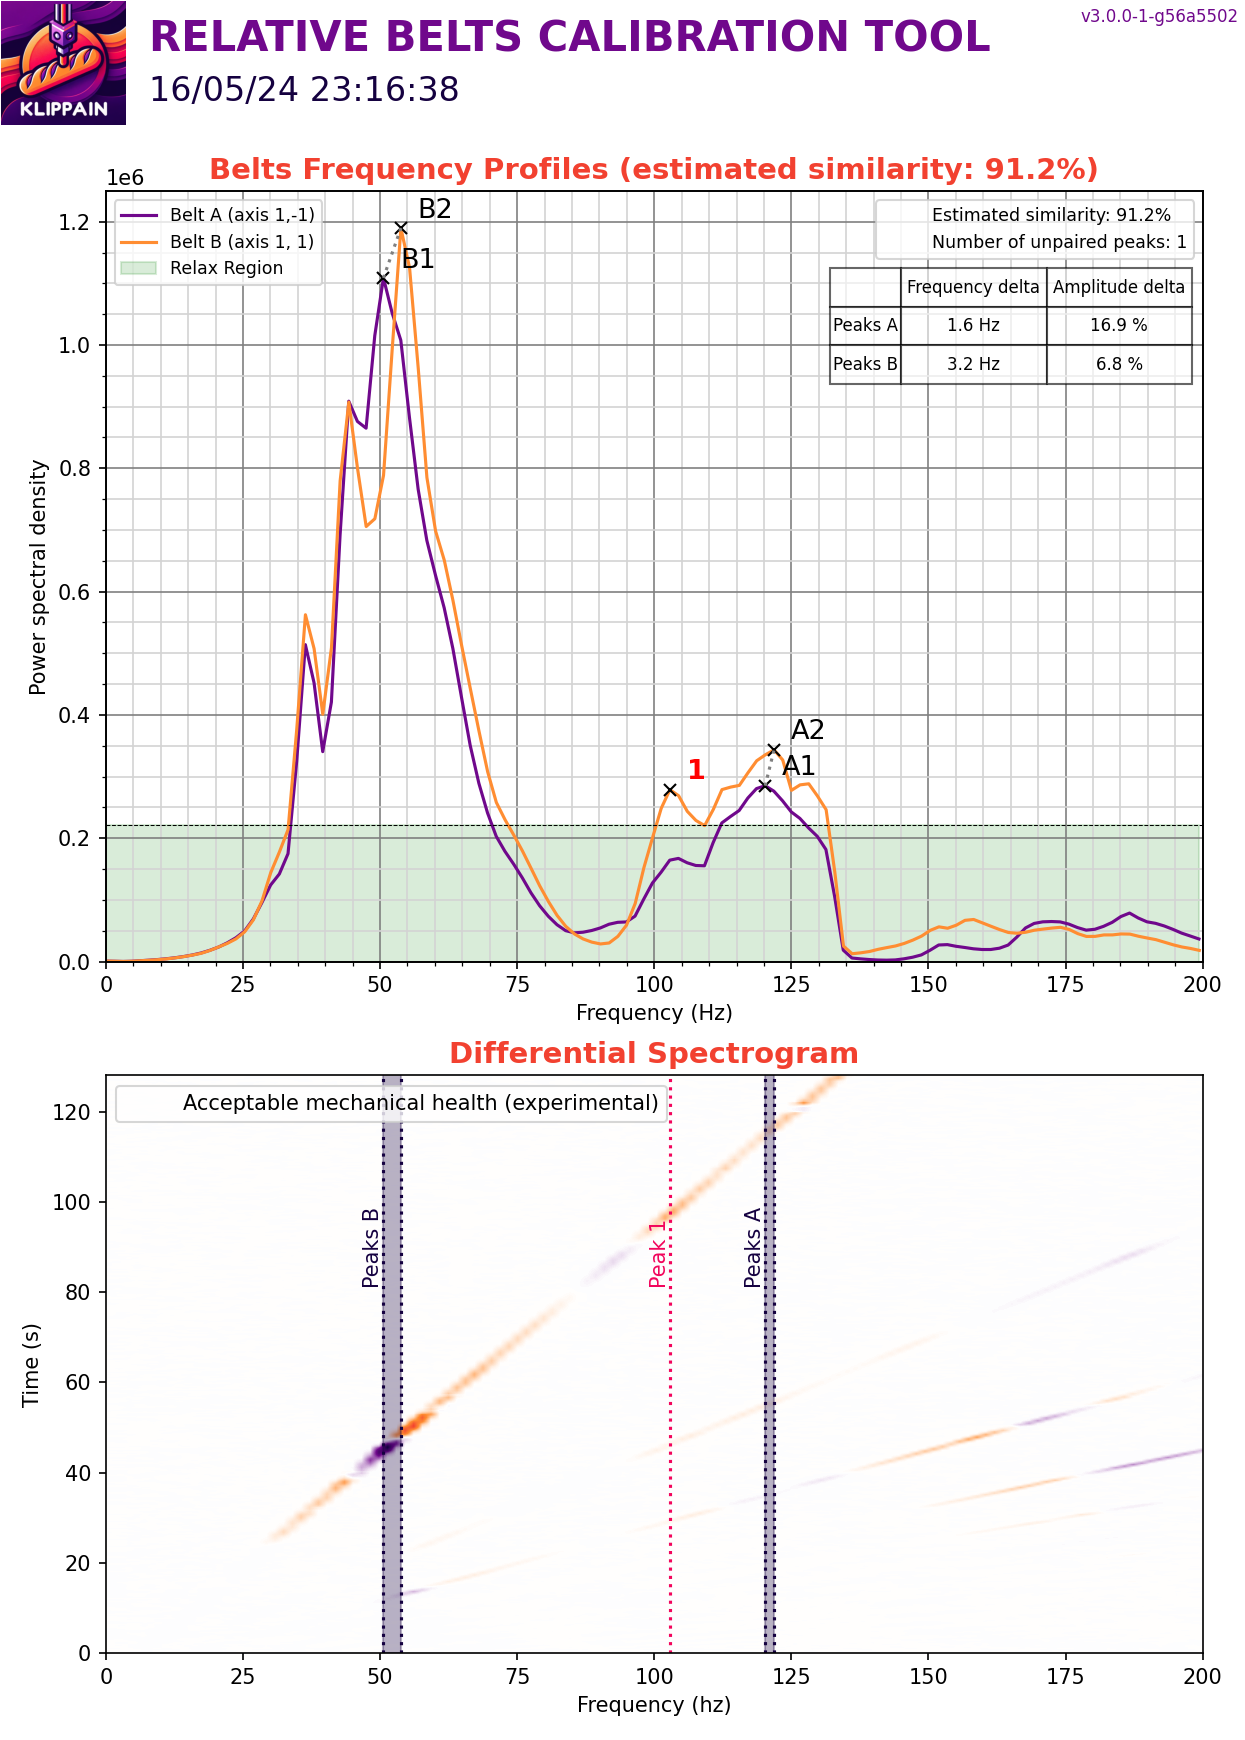 v3.0.0-1-g56a5502
RELATIVE BELTS CALIBRATION TOOL
16/05/24 23:16:38
KLIPPAIN
Belts Frequency Profiles (estimated similarity: 91.2%)
1e6
Belt A (axis 1,-1)
Belt B (axis 1, 1)
Relax Region
B2
B1
Estimated similarity: 91.2%
Number of unpaired peaks: 1
Frequency delta Amplitude delta
Peaks A 1.6 Hz 16.9 %
Peaks B 3.2 Hz 6.8 %
1.2
1.0
0.8
0.6
0.4
0.2
0.0
Power spectral density
A2
1 A1
0 25 50 75 100 125 150 175 200
Frequency (Hz)
Differential Spectrogram
Acceptable mechanical health (experimental)
120
100
80
60
40
20
0
Time (s)
Peaks B
Peak 1
Peaks A
0 25 50 75 100 125 150 175 200
Frequency (hz)